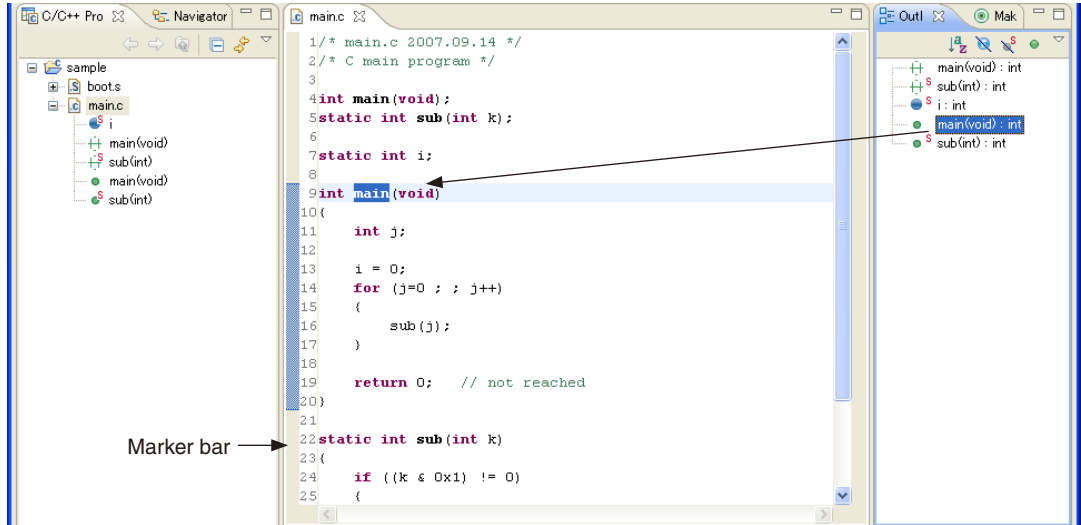 C/C++ Pro
Navigator
sample
boot.s
main.c
i
main(void)
sub(int)
main(void)
sub(int)
main.c
1/* main.c 2007.09.14 */
2/* C main program */
3
4int main(void);
5static int sub(int k);
6
7static int i;
8
9int main(void)
10{
11    int j;
12
13    i = 0;
14    for (j=0 ; ; j++)
15    {
16        sub(j);
17    }
18
19    return 0;   // not reached
20}
21
22static int sub(int k)
23{
24    if ((k & 0x1) != 0)
25    {
Marker bar
Outl
Mak
main(void) : int
sub(int) : int
i : int
main(void) : int
sub(int) : int